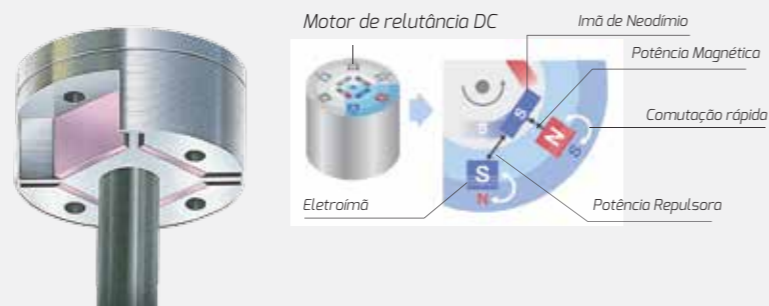 Motor de relutância DC
Imã de Neodímio
Potência Magnética
Comutação rápida
S
N
S
S
N
Eletroímã
Potência Repulsora